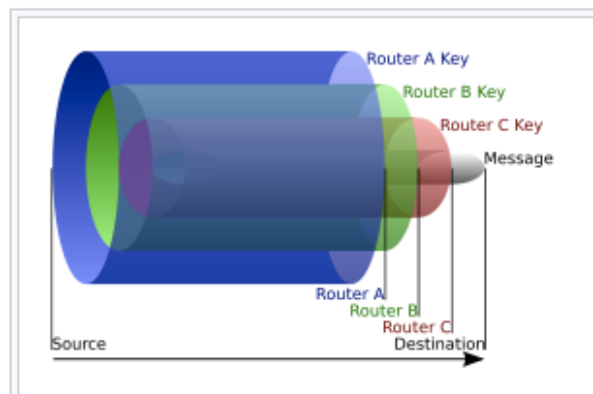 Router A Key
Router B Key
Router C Key
Message
Router A
Router B
Router C
Source
Destination